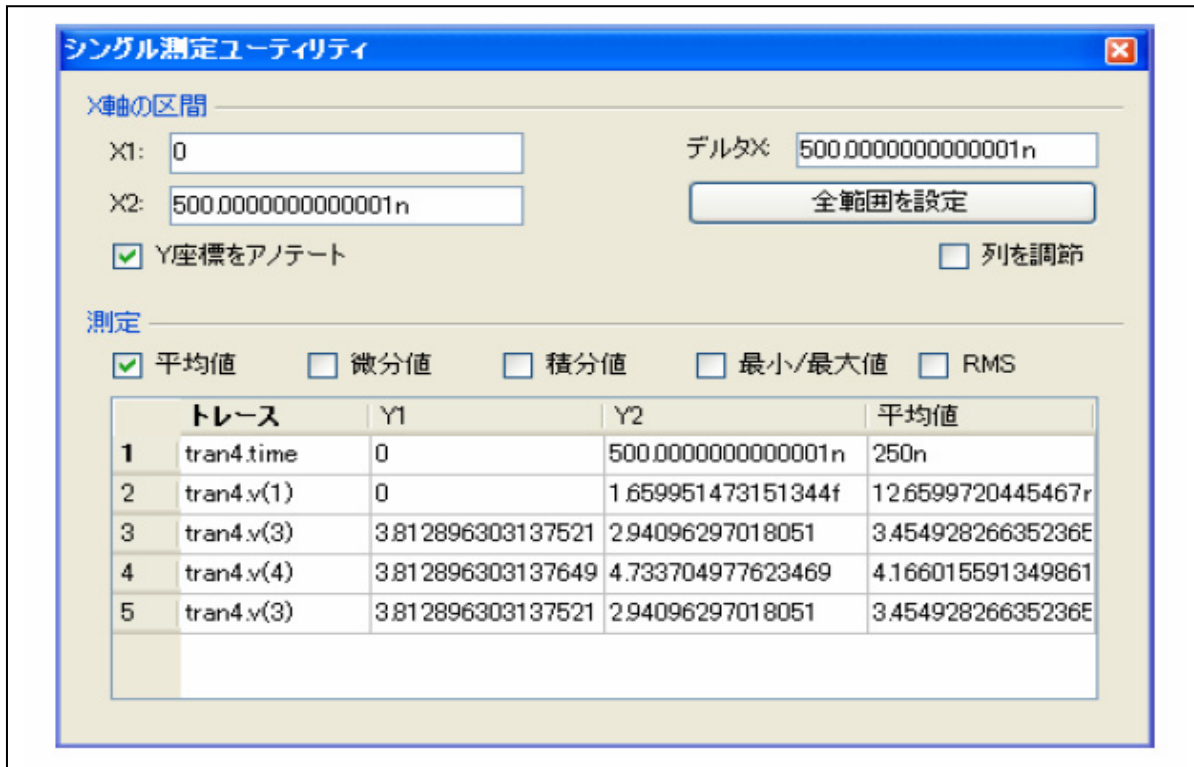 シングル測定ユーティリティ
X軸の区間
X1: 0 デルタX: 500.0000000000001n
X2: 500.0000000000001n 全範囲を設定
Y座標をアノテート 列を調節
測定
平均値 微分値 積分値 最小/最大値 RMS
トレース Y1 Y2 平均値
1 tran4.time 0 500.0000000000001n 250n
2 tran4.v(1) 0 1.659951473151344f 12.6599720445467r
3 tran4.v(3) 3.812896303137521 2.94096297018051 3.454928266352365
4 tran4.v(4) 3.812896303137649 4.733704977623469 4.166015591349861
5 tran4.v(3) 3.812896303137521 2.94096297018051 3.454928266352365